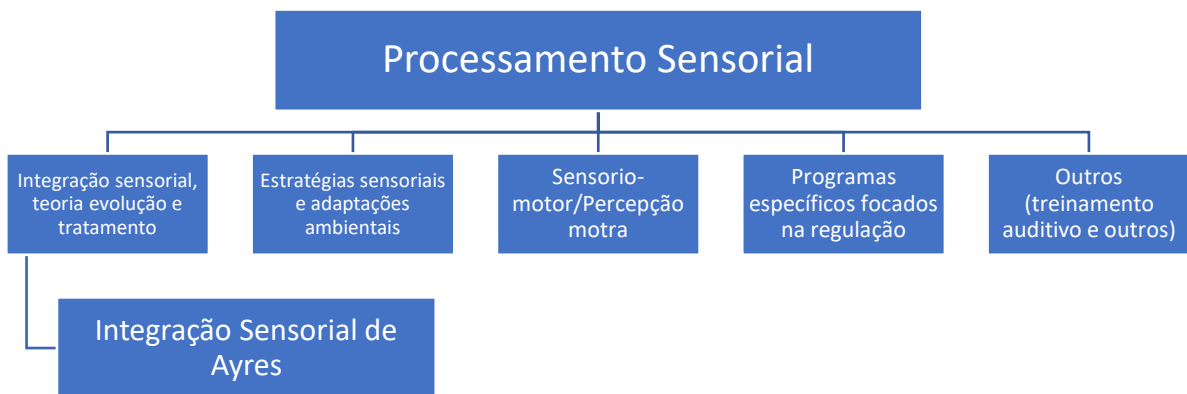 Processamento Sensorial
Integração sensorial,
teoria evolução e
tratamento
Estratégias sensoriais
e adaptações
ambientais
Sensorio-
motor/Percepção
motra
Programas
específicos focados
na regulação
Outros
(treinamento
auditivo e outros)
Integração Sensorial de
Ayres